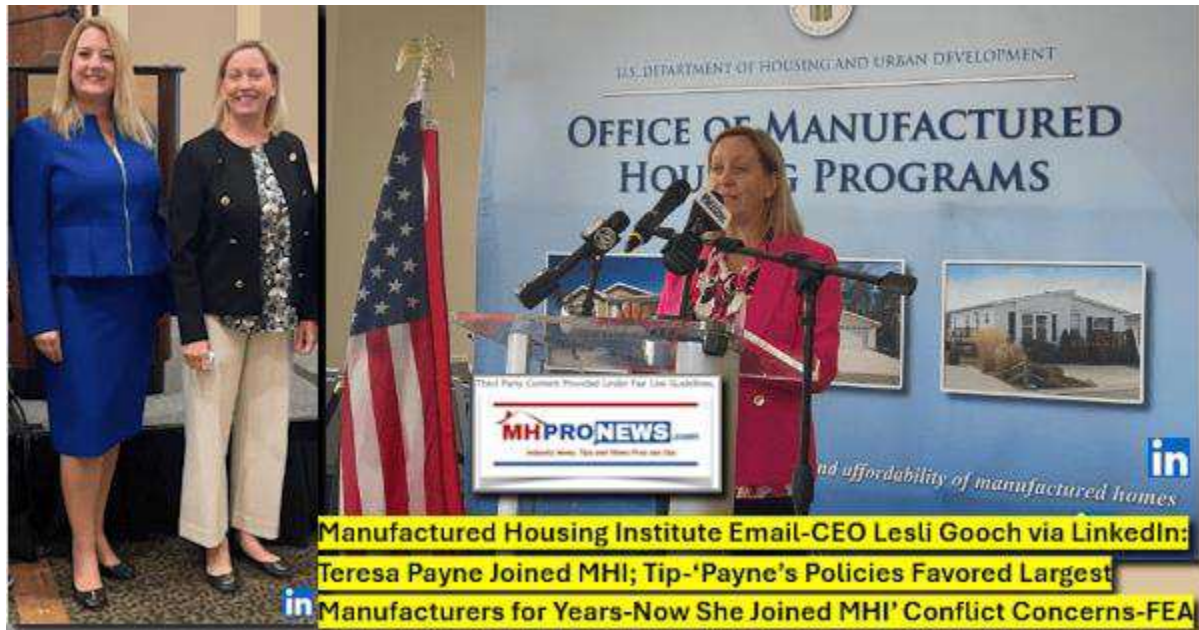 U.S. DEPARTMENT OF HOUSING AND URBAN DEVELOPMENT
OFFICE OF MANUFACTURED
HOUSING PROGRAMS
Third Party Content Provided Under Fair Use Guidelines.
MHPRONEWS.com
Industry News, Tips and Views Pros can Use
in
nd affordability of manufactured homes
in
Manufactured Housing Institute Email-CEO Lesli Gooch via LinkedIn:
Teresa Payne Joined MHI; Tip-‘Payne’s Policies Favored Largest
Manufacturers for Years-Now She Joined MHI’ Conflict Concerns-FEA